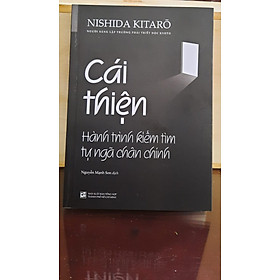 NISHIDA KITARŌ
NGƯỜI SÁNG LẬP TRƯỜNG PHÁI TRIẾT HỌC KYOTO
Cái
thiện
Hành trình kiếm tìm
tự ngã chân chính
Nguyễn Mạnh Sơn dịch